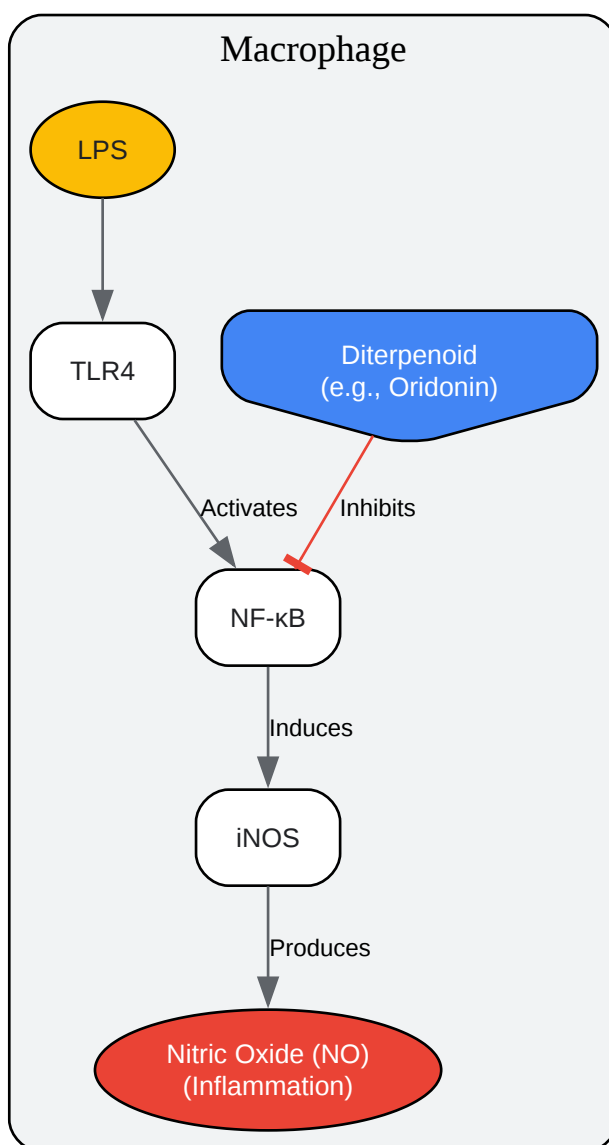 Macrophage
LPS
TLR4
Diterpenoid
(e.g., Oridonin)
Activates
Inhibits
NF-κB
Induces
iNOS
Produces
Nitric Oxide (NO)
(Inflammation)